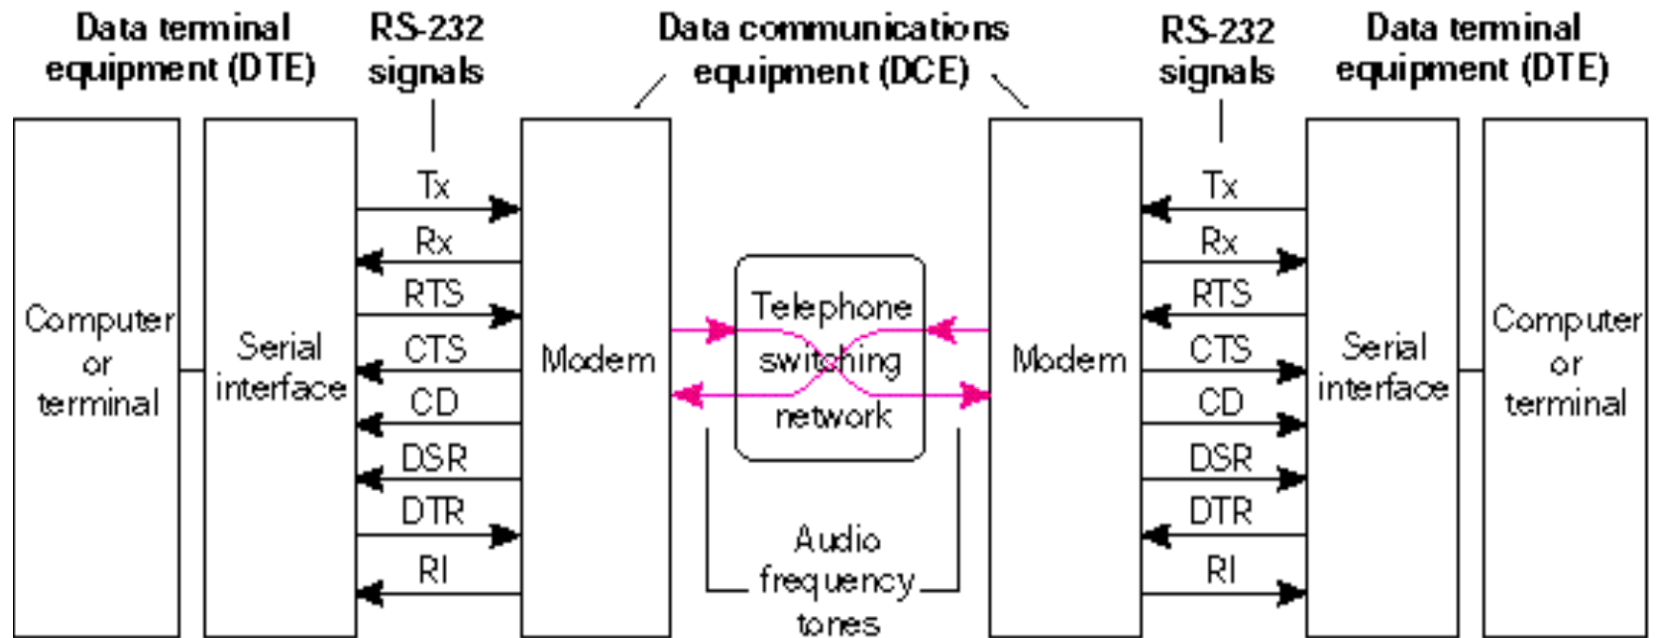 Data terminal
equipment (DTE)
RS-232
signals
Data communications
equipment (DCE)
RS-232
signals
Data terminal
equipment (DTE)
Computer
or
terminal
Serial
interface
Tx
Rx
RTS
CTS
CD
DSR
DTR
RI
Modem
Telephone
switching
network
Audio
frequency
tones
Modem
Tx
Rx
RTS
CTS
CD
DSR
DTR
RI
Serial
interface
Computer
or
terminal